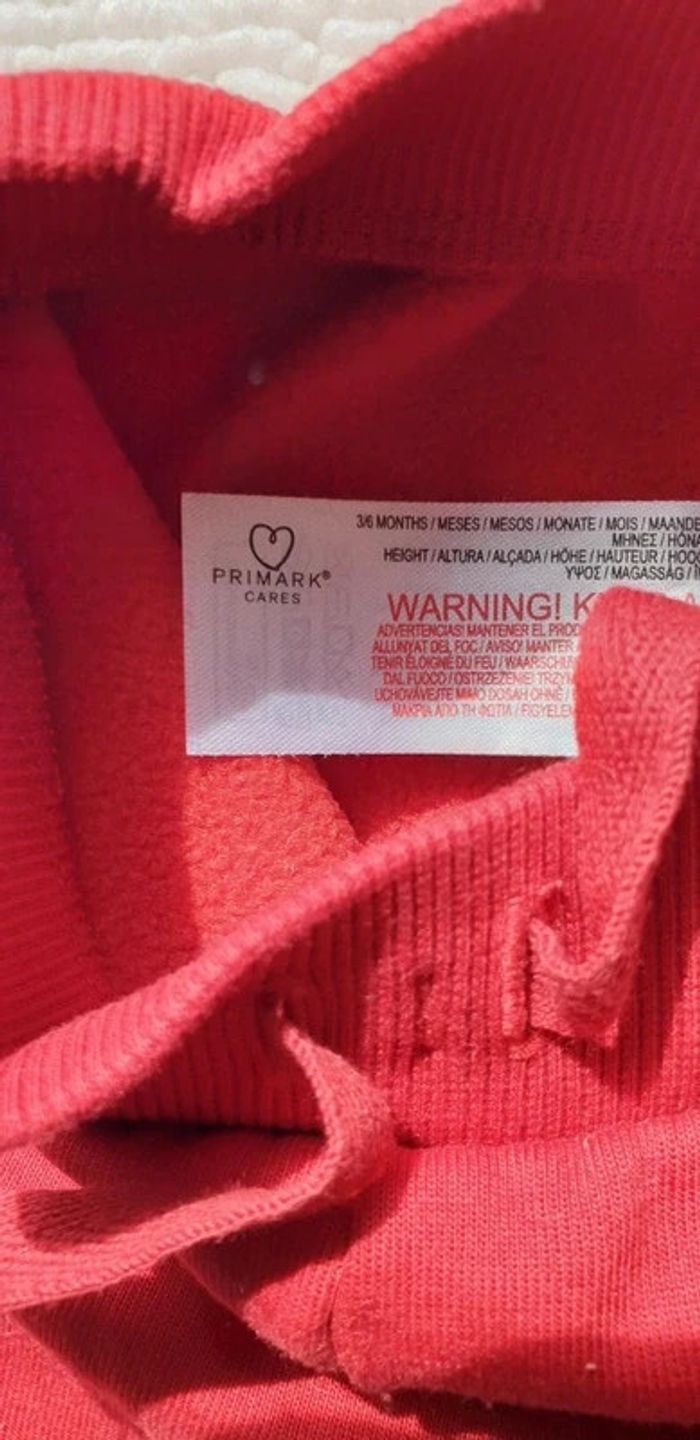 PRIMARK®
CARES
3/6 MONTHS / MESES / MESOS / MONATE / MOIS / MAANDE
ΜΗΝΕΣ / HÓNA
HEIGHT / ALTURA / ALÇADA / HÖHE / HAUTEUR / HOOG
ΥΨΟΣ / MAGASSÁG /
WARNING! K
ADVERTENCIAS! MANTENER EL PROD
ALLUNYAT DEL FOC / AVISO! MANTER
TENIR ÉLOIGNÉ DU FEU / WAARSCHU
DAL FUOCO / OSTRZEŻENIE! TRZYM
UCHOVÁVEJTE MIMO DOSAH OHNĚ /
ΜΑΚΡΙΑ ΑΠΟ ΤΗ ΦΩΤΙΑ / FIGYELEM